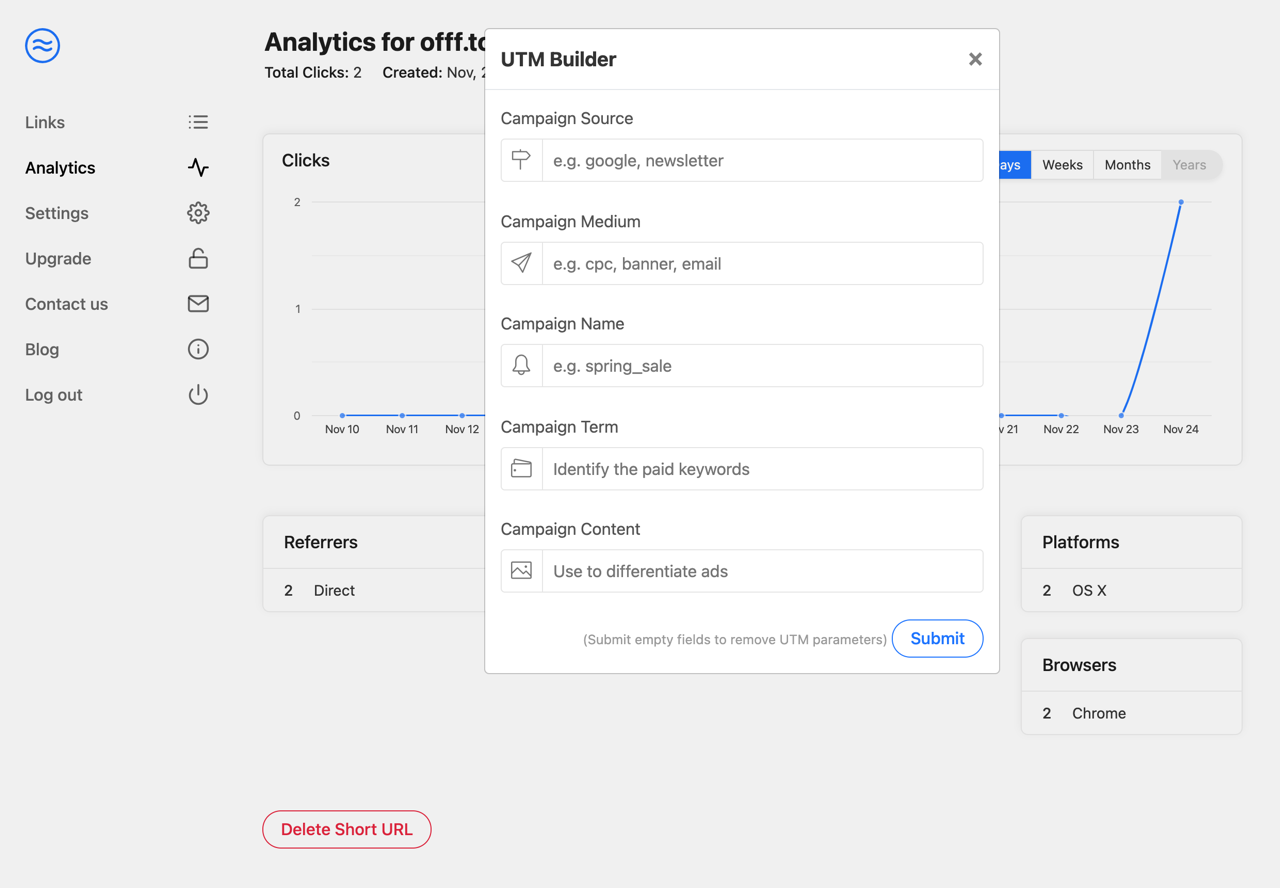 Analytics for offf.to
Total Clicks: 2 Created: Nov,
Links
Analytics
Settings
Upgrade
Contact us
Blog
Log out
Clicks
Weeks
Months
Years
2
1
0
Nov 10
Nov 11
Nov 12
Nov 22
Nov 23
Nov 24
UTM Builder
Campaign Source
e.g. google, newsletter
Campaign Medium
e.g. cpc, banner, email
Campaign Name
e.g. spring_sale
Campaign Term
Identify the paid keywords
Campaign Content
Use to differentiate ads
(Submit empty fields to remove UTM parameters)
Submit
Referrers
2 Direct
Platforms
2 OS X
Browsers
2 Chrome
Delete Short URL